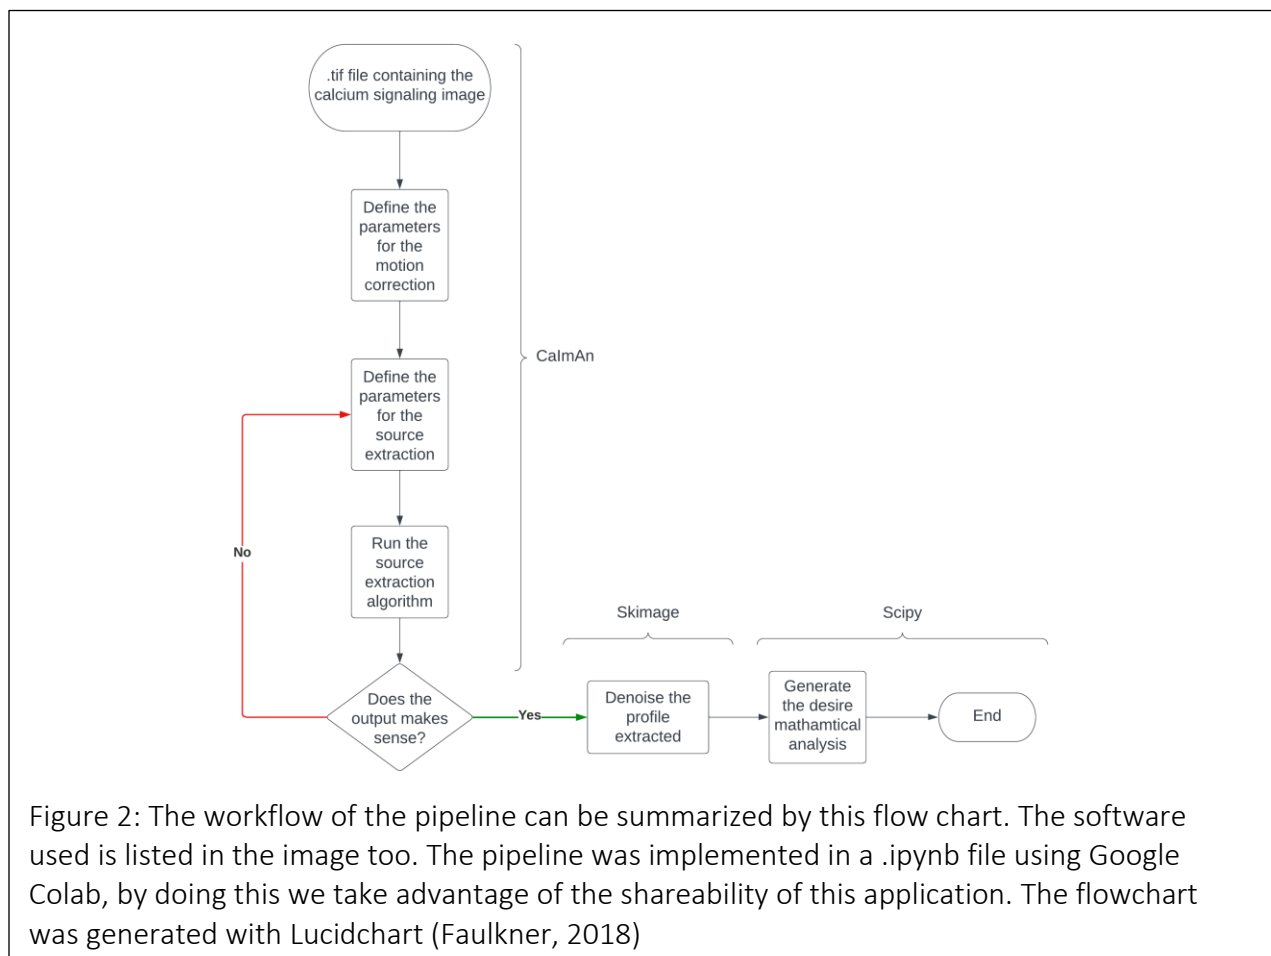 .tif file containing the
calcium signaling image
Define the
parameters
for the
motion
correction
CaImAn
Define the
parameters
for the
source
extraction
No
Run the
source
extraction
algorithm
Skimage
Scipy
Does the
output makes
sense?
Yes
Denoise the
profile
extracted
Generate
the desire
mathamtical
analysis
End
Figure 2: The workflow of the pipeline can be summarized by this flow chart. The software
used is listed in the image too. The pipeline was implemented in a .ipynb file using Google
Colab, by doing this we take advantage of the shareability of this application. The flowchart
was generated with Lucidchart (Faulkner, 2018)